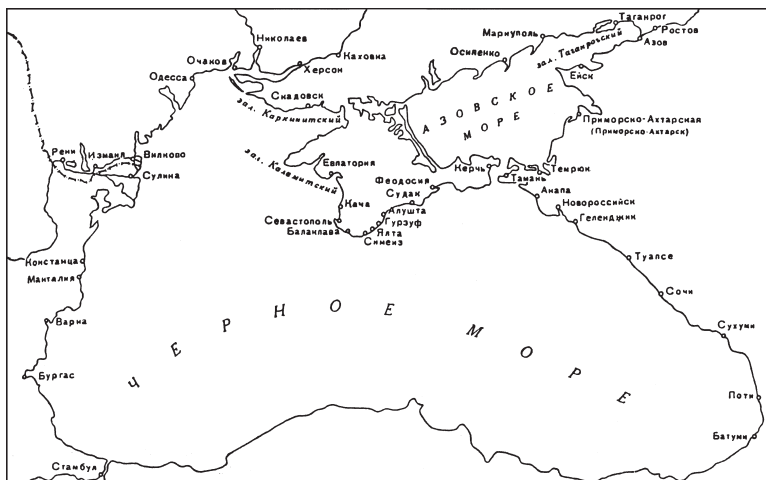 Таганрог
Николаев
Мариуполь
Ростов
зал. Таганрогский
Азов
Каховка
Осипенко
Очаков
Херсон
Одесса
Ейск
Скадовск
зал. Каркинитский
АЗОВСКОЕ
МОРЕ
Приморско-Ахтарская
(Приморско-Ахтарск)
Рени
Измаил
Вилково
зал. Каламитский
Евпатория
Керчь
Темрюк
Сулина
Тамань
Феодосия
Судак
Анапа
Кача
Алушта
Новороссийск
Севастополь
Гурзуф
Геленджик
Балаклава
Ялта
Симеиз
Констанца
Туапсе
Мангалия
Сочи
ЧЕРНОЕ МОРЕ
Варна
Сухуми
Бургас
Поти
Батуми
Стамбул